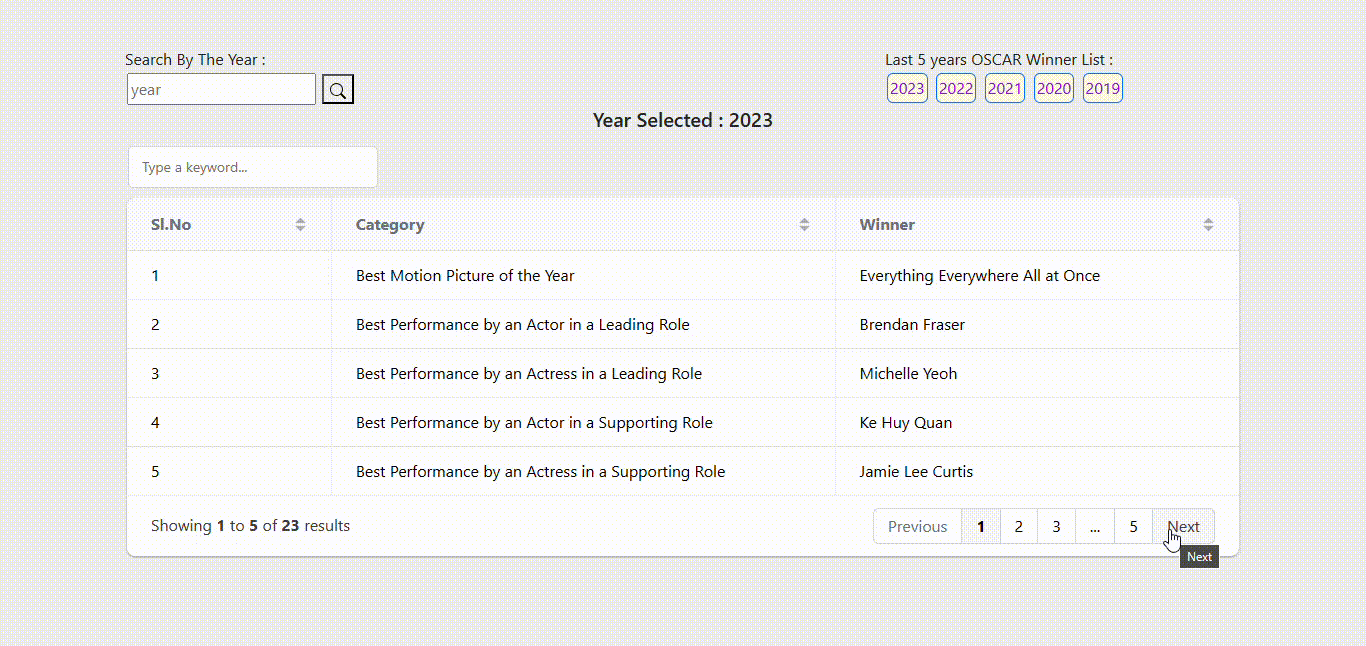 Search By The Year :
Last 5 years OSCAR Winner List :
year
2023 2022 2021 2020 2019
Year Selected : 2023
Type a keyword...
Sl.No Category Winner
1 Best Motion Picture of the Year Everything Everywhere All at Once
2 Best Performance by an Actor in a Leading Role Brendan Fraser
3 Best Performance by an Actress in a Leading Role Michelle Yeoh
4 Best Performance by an Actor in a Supporting Role Ke Huy Quan
5 Best Performance by an Actress in a Supporting Role Jamie Lee Curtis
Showing 1 to 5 of 23 results
Previous 1 2 3 ... 5 Next
Next